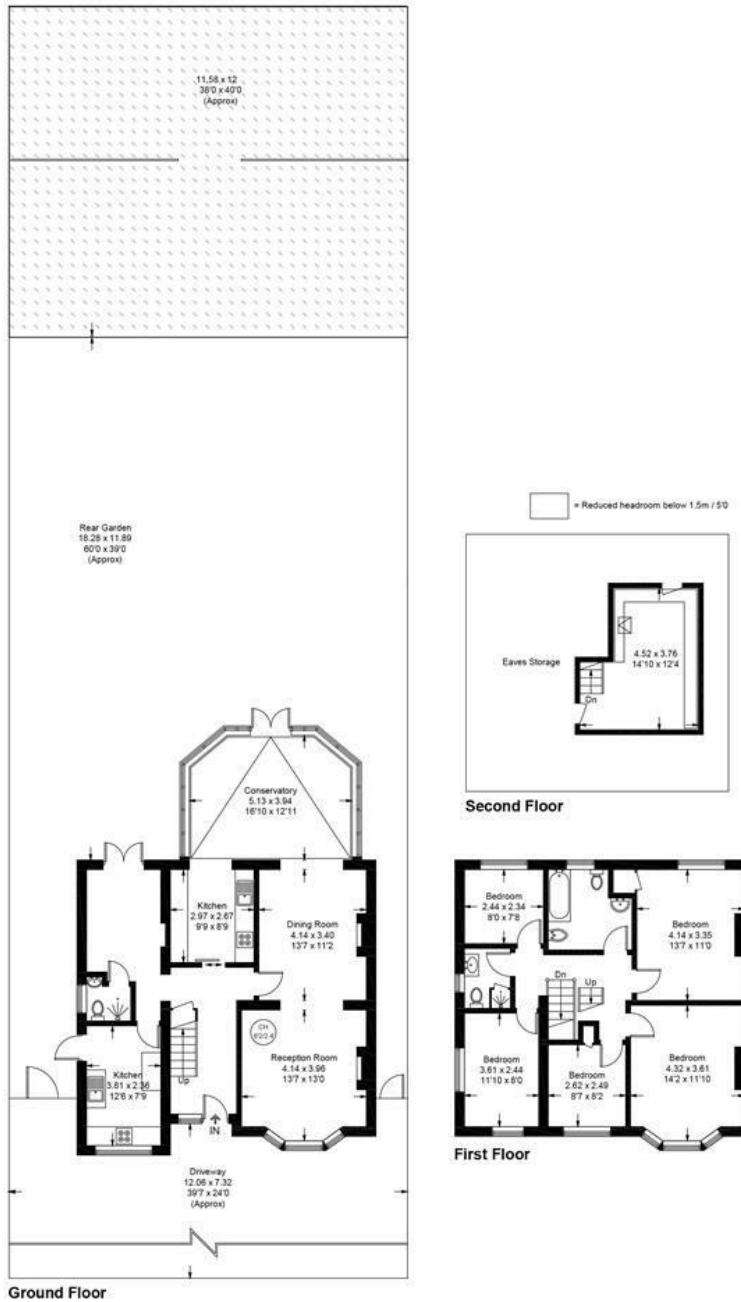 11.58 x 12
38'0 x 40'0
(Approx)
Rear Garden
18.28 x 11.89
60'0 x 39'0
(Approx)
= Reduced headroom below 1.5m / 5'0
4.52 x 3.76
14'10 x 12'4
Eaves Storage
Dn
Second Floor
Conservatory
5.13 x 3.94
16'10 x 12'11
Kitchen
2.97 x 2.67
9'9 x 8'9
Dining Room
4.14 x 3.40
13'7 x 11'2
CH
Reception Room
4.14 x 3.96
13'7 x 13'0
Kitchen
3.81 x 2.36
12'6 x 7'9
Up
IN
Driveway
12.06 x 7.32
39'7 x 24'0
(Approx)
Ground Floor
Bedroom
2.44 x 2.34
8'0 x 7'8
Bedroom
4.14 x 3.35
13'7 x 11'0
Dn
Up
Bedroom
3.61 x 2.44
11'10 x 8'0
Bedroom
2.62 x 2.49
8'7 x 8'2
Bedroom
4.32 x 3.61
14'2 x 11'10
First Floor